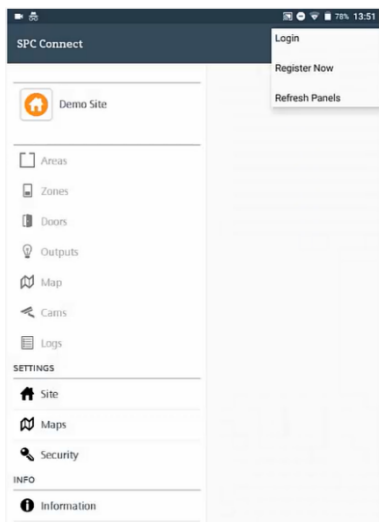 78% 13:51
SPC Connect
Login
Register Now
Refresh Panels
Demo Site
Areas
Zones
Doors
Outputs
Map
Cams
Logs
SETTINGS
Site
Maps
Security
INFO
Information